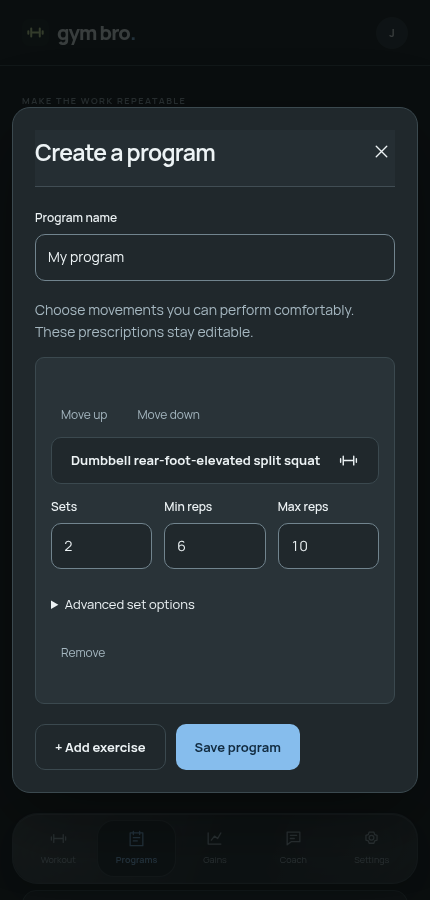 gym bro.
J
MAKE THE WORK REPEATABLE
Create a program
Program name
My program
Choose movements you can perform comfortably.
These prescriptions stay editable.
Move up Move down
Dumbbell rear-foot-elevated split squat
Sets Min reps Max reps
2 6 10
Advanced set options
Remove
+ Add exercise Save program
Workout Programs Gains Coach Settings